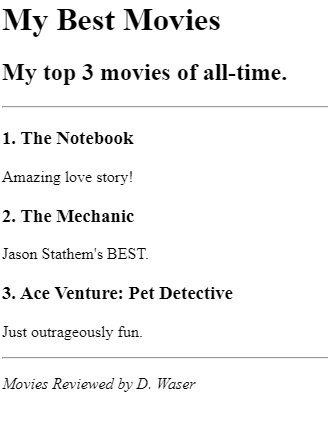 My Best Movies
My top 3 movies of all-time.
1. The Notebook
Amazing love story!
2. The Mechanic
Jason Stathem's BEST.
3. Ace Venture: Pet Detective
Just outrageously fun.
Movies Reviewed by D. Waser